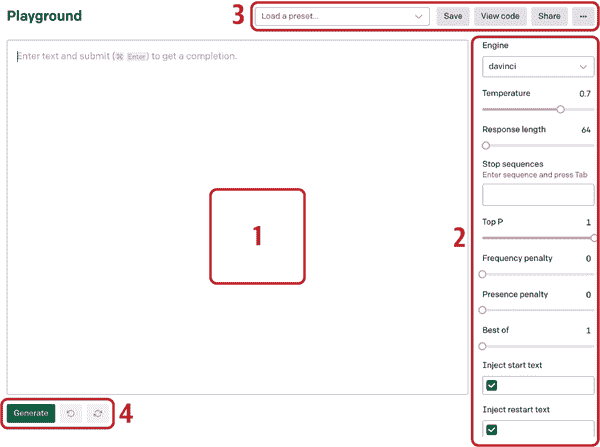 Playground
3
Load a preset...
Save
View code
Share
···
Enter text and submit (⌘ Enter) to get a completion.
1
2
Engine
davinci
Temperature 0.7
Response length 64
Stop sequences
Enter sequence and press Tab
Top P 1
Frequency penalty 0
Presence penalty 0
Best of 1
Inject start text
Inject restart text
Generate
4